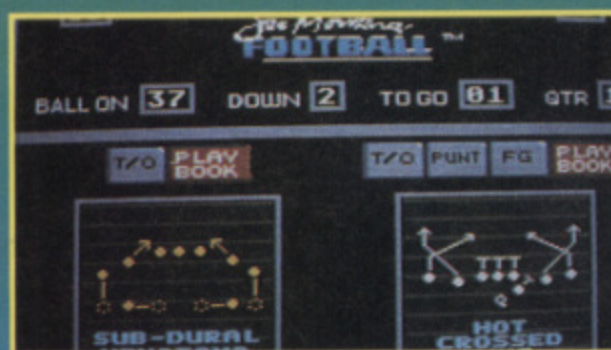 Joe Montana
FOOTBALL ™
BALL ON 37 DOWN 2 TO GO 01 QTR
T/O PLAY BOOK T/O PUNT FG PLAY BOOK
SUB-DURAL
HOT
CROSSED